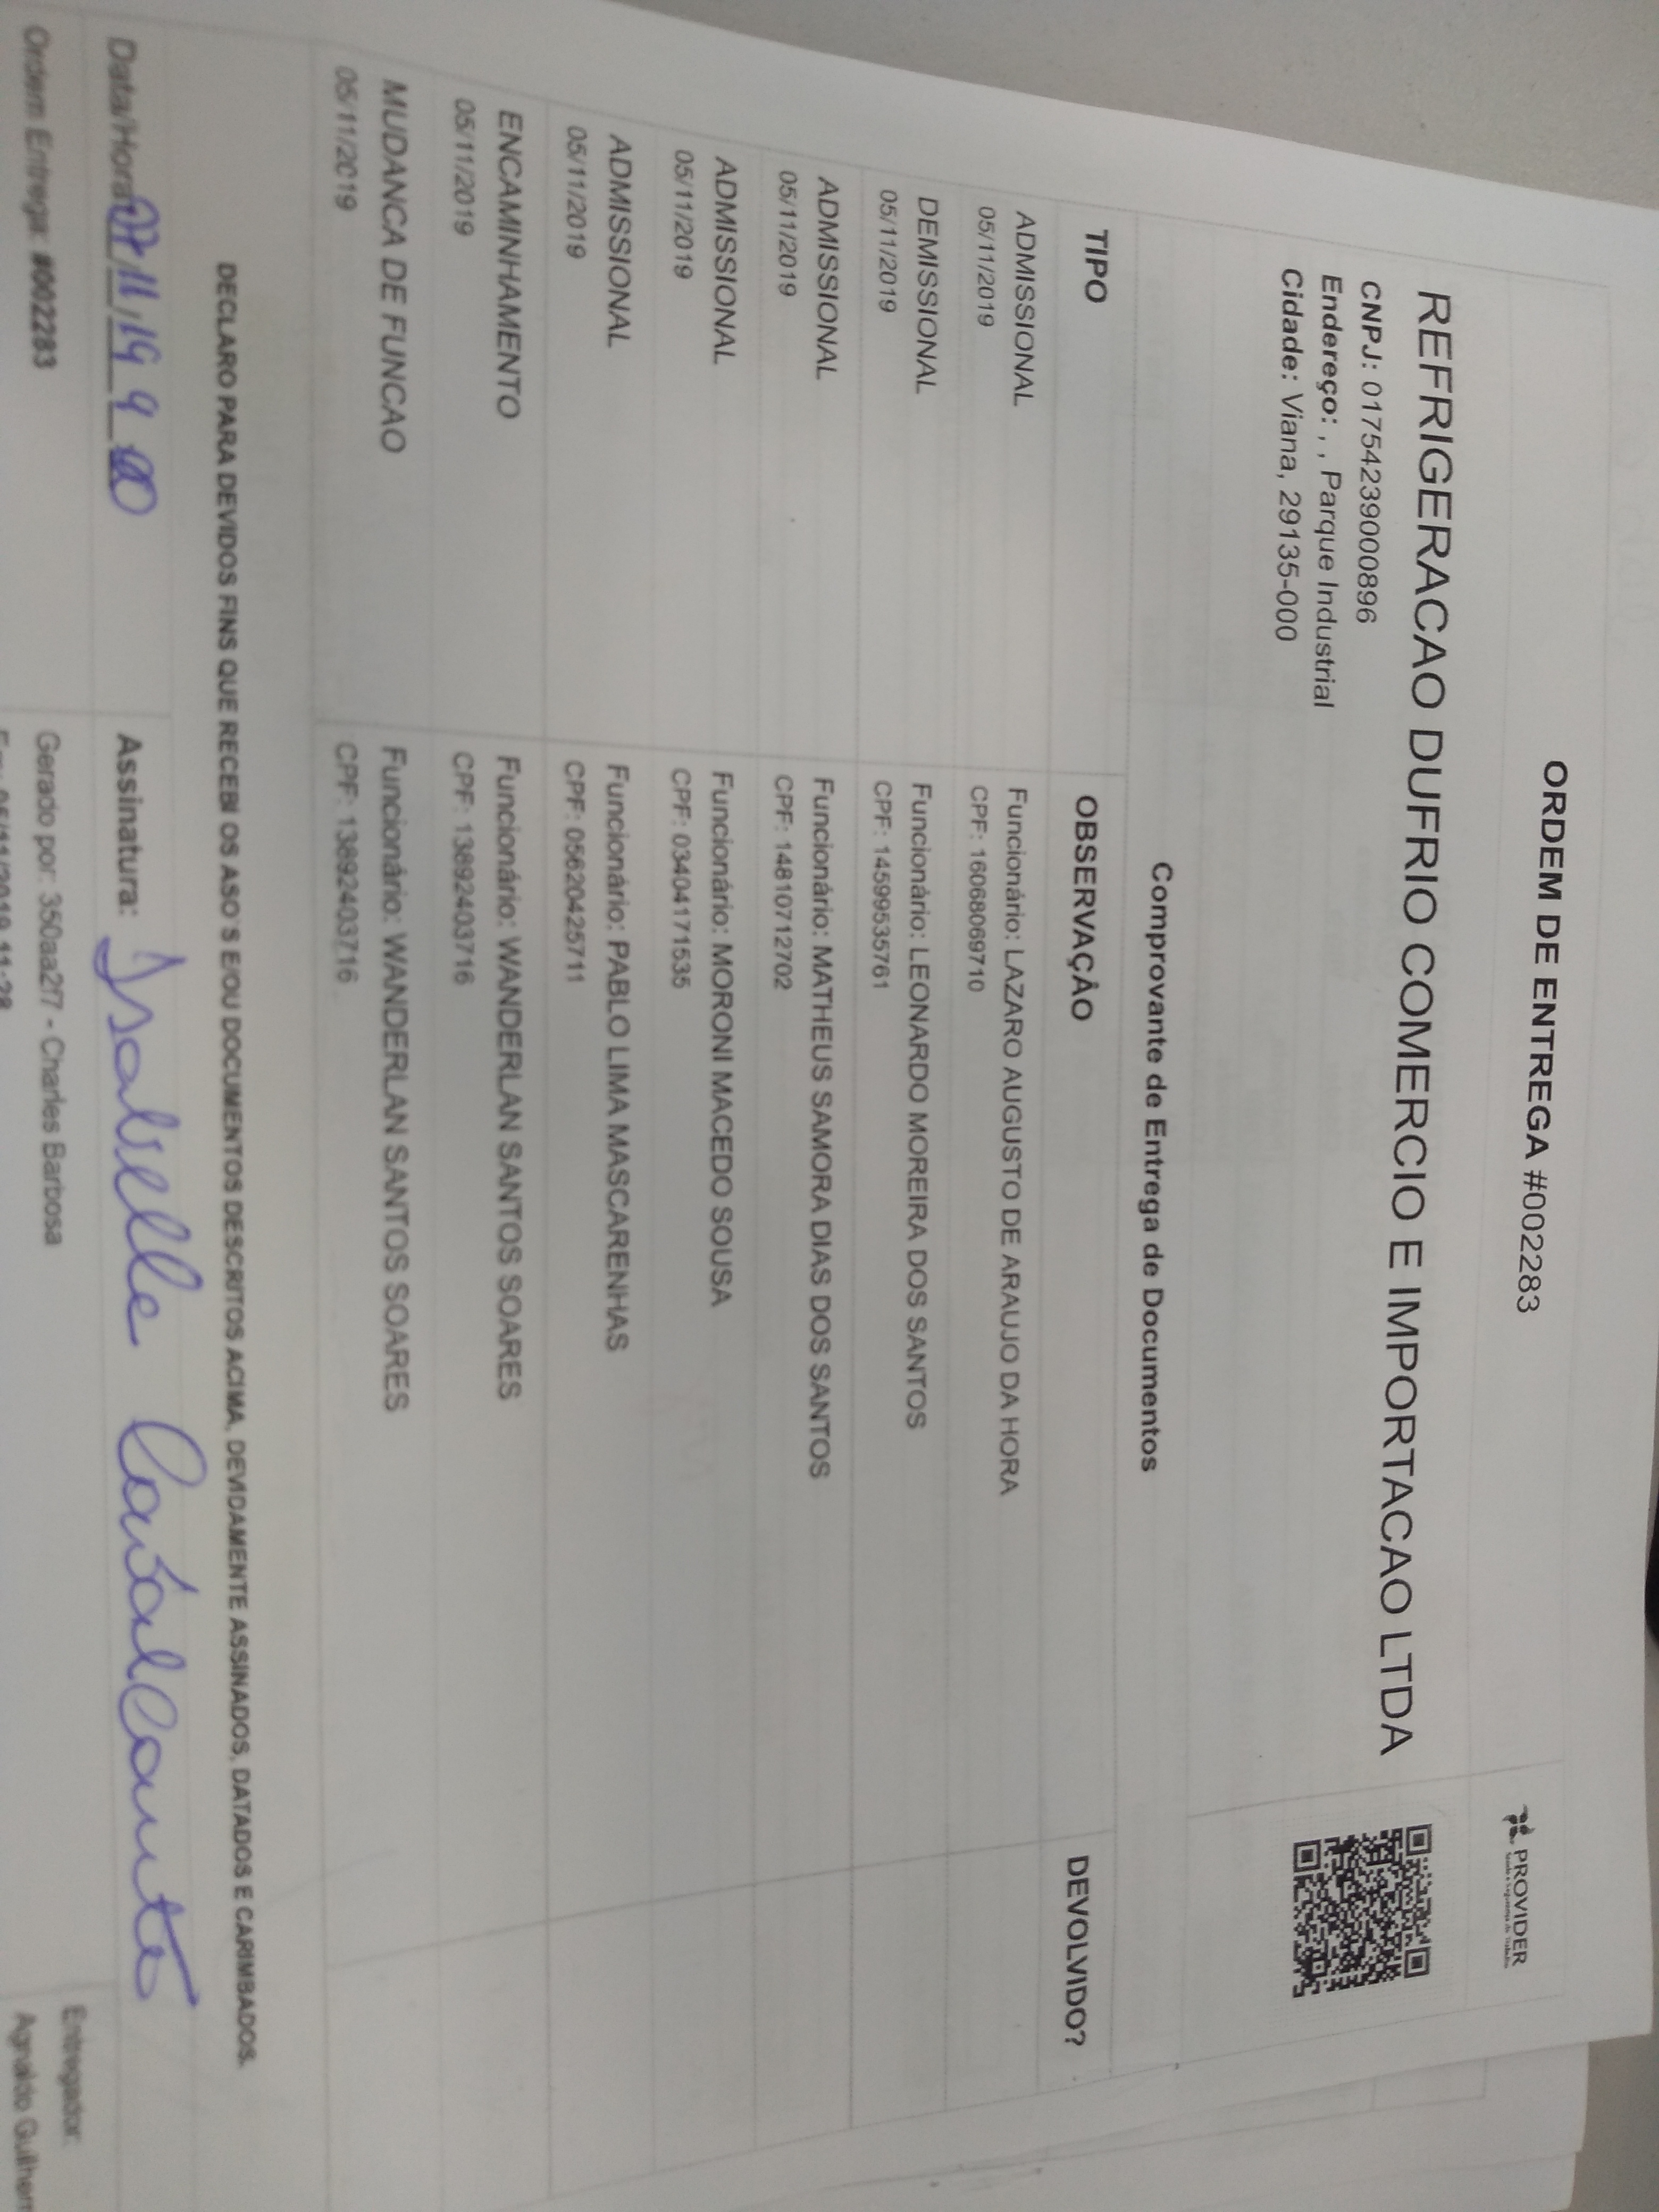 ORDEM DE ENTREGA #002283
PROVIDER
REFRIGERACAO DUFRIO COMERCIO E IMPORTACAO LTDA
CNPJ: 01754239000896
Endereço: , , Parque Industrial
Cidade: Viana, 29135-000
Comprovante de Entrega de Documentos
TIPO OBSERVAÇÃO DEVOLVIDO?
ADMISSIONAL Funcionário: LAZARO AUGUSTO DE ARAUJO DA HORA
05/11/2019 CPF: 16068069710
DEMISSIONAL Funcionário: LEONARDO MOREIRA DOS SANTOS
05/11/2019 CPF: 14599535761
ADMISSIONAL Funcionário: MATHEUS SAMORA DIAS DOS SANTOS
05/11/2019 CPF: 14810712702
ADMISSIONAL Funcionário: MORONI MACEDO SOUSA
05/11/2019 CPF: 03404171535
ADMISSIONAL Funcionário: PABLO LIMA MASCARENHAS
05/11/2019 CPF: 05620425711
ENCAMINHAMENTO Funcionário: WANDERLAN SANTOS SOARES
05/11/2019 CPF: 13892403716
MUDANCA DE FUNCAO Funcionário: WANDERLAN SANTOS SOARES
05/11/2019 CPF: 13892403716
DECLARO PARA DEVIDOS FINS QUE RECEBI OS ASO'S E/OU DOCUMENTOS DESCRITOS ACIMA, DEVIDAMENTE ASSINADOS, DATADOS E CARIMBADOS.
Data/Hora: 07/11/19 9 00 Assinatura: Isabelle Cavalcante
Ordem Entrega: #002283 Gerado por: 350aa2f7 - Charles Barbosa Entregador:
Em: 05/11/2019 11:28 Agnaldo